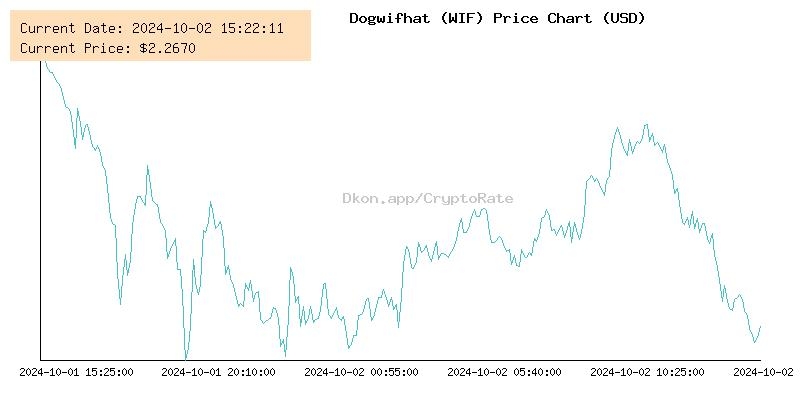 Dogwifhat (WIF) Price Chart (USD)
Current Date: 2024-10-02 15:22:11
Current Price: $2.2670
Dkon.app/CryptoRate
2024-10-01 15:25:00 2024-10-01 20:10:00 2024-10-02 00:55:00 2024-10-02 05:40:00 2024-10-02 10:25:00 2024-10-02